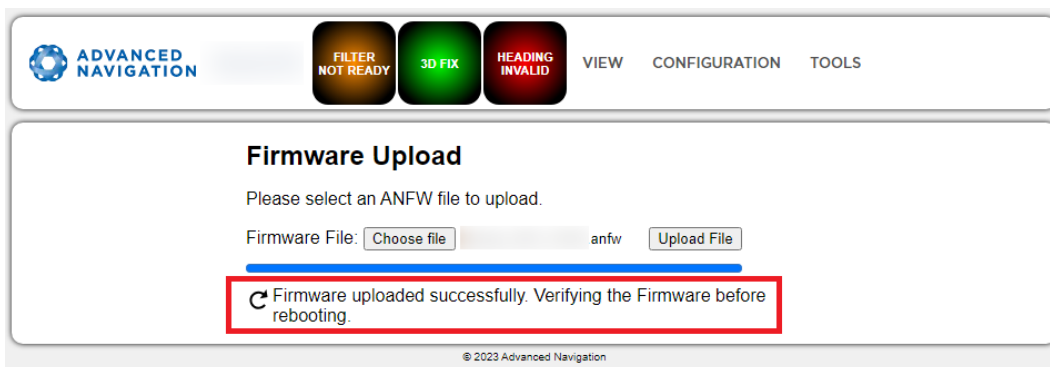 ADVANCED
NAVIGATION
FILTER
NOT READY
3D FIX
HEADING
INVALID
VIEW CONFIGURATION TOOLS
Firmware Upload
Please select an ANFW file to upload.
Firmware File: Choose file anfw Upload File
Firmware uploaded successfully. Verifying the Firmware before
rebooting.
© 2023 Advanced Navigation